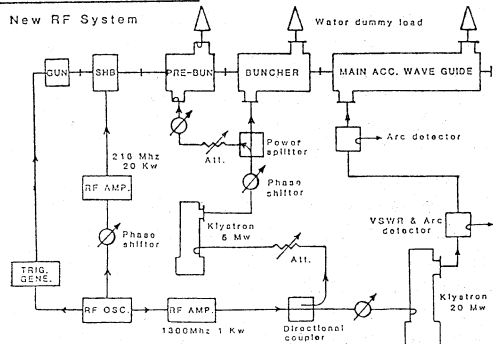 New RF System
Water dummy load
GUN
SHB
PRE-BUN
BUNCHER
MAIN ACC. WAVE GUIDE
Power
splitter
Arc detector
Att.
216 Mhz
20 Kw
RF AMP.
Phase
shifter
Klystron
5 Mw
VSWR & Arc
detector
Phase
shifter
Att.
TRIG.
GENE.
RF OSC.
RF AMP.
1300Mhz 1 Kw
Directional
coupler
Klystron
20 Mw